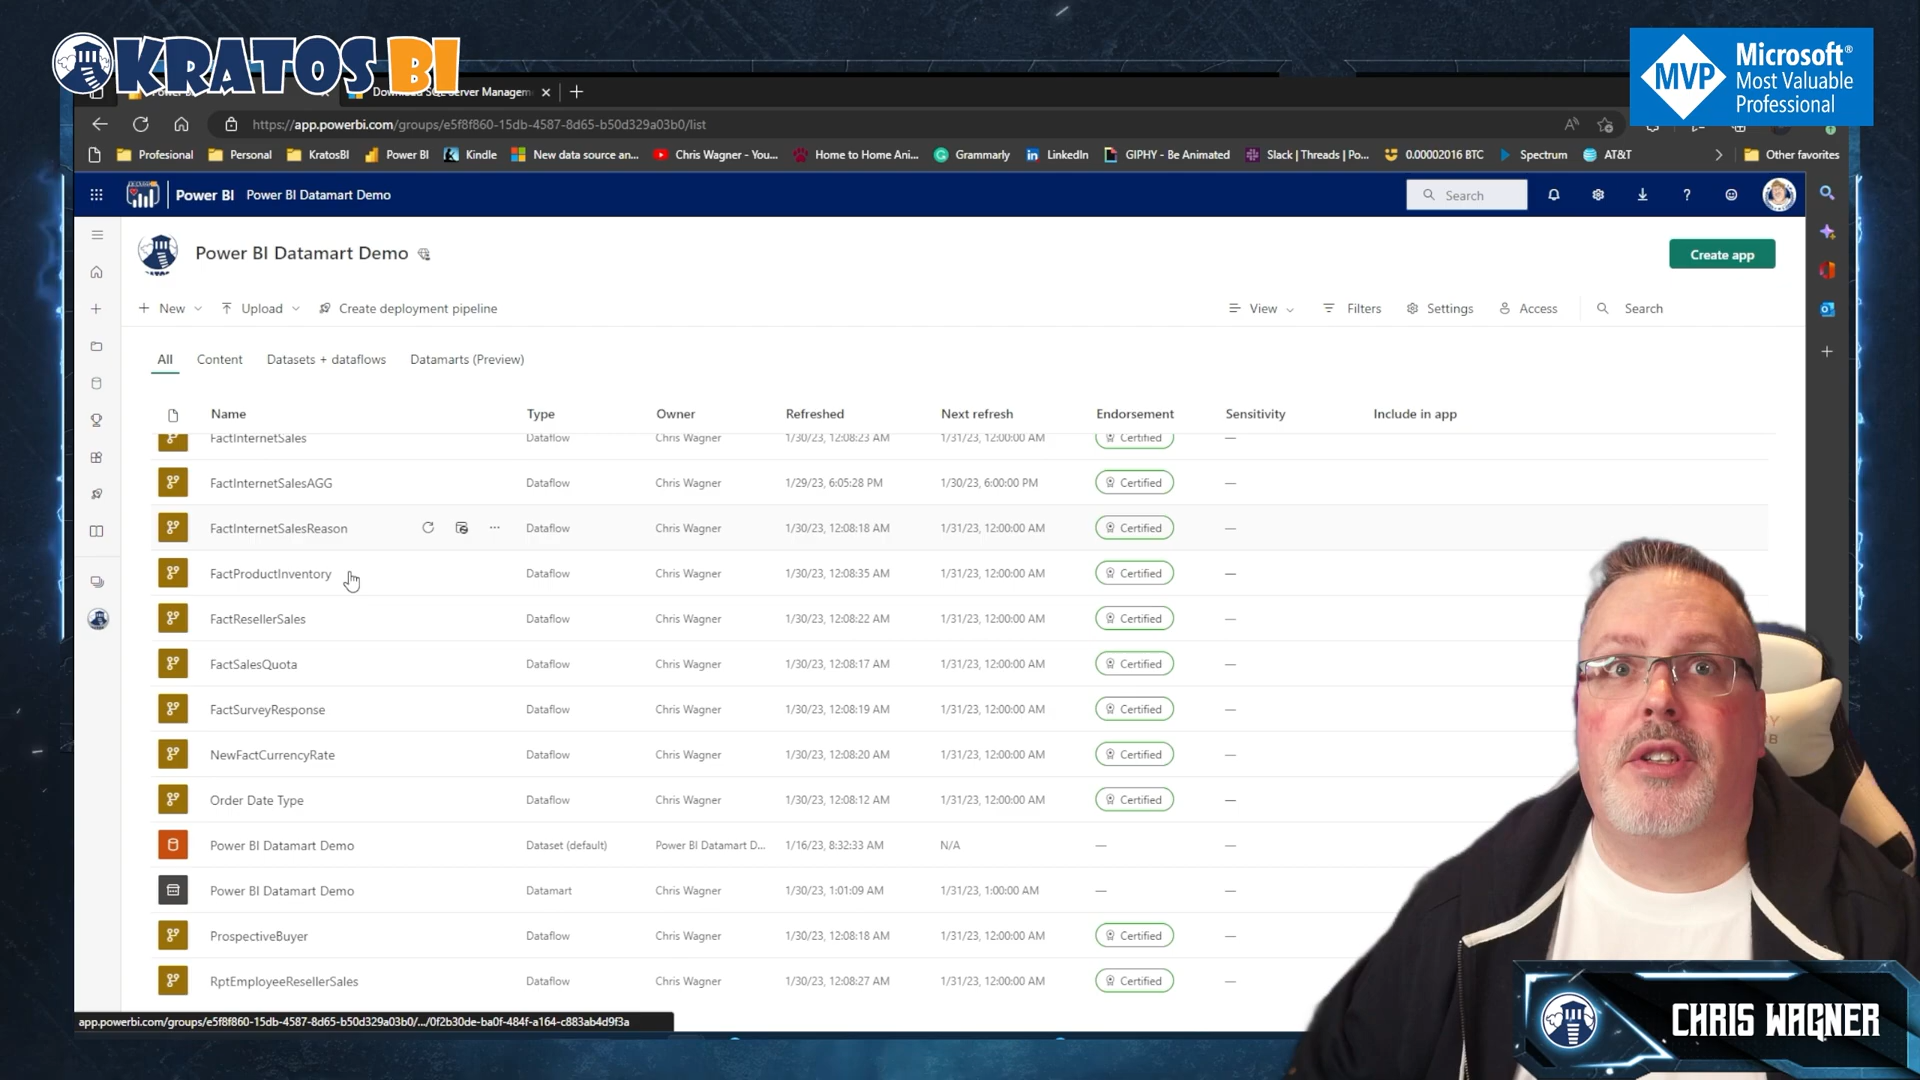 KRATOS BI
Microsoft®
MVP
Most Valuable
Professional
Download SQL Server Managem
https://app.powerbi.com/groups/e5f8f860-15db-4587-8d65-b50d329a03b0/list
Profesional Personal KratosBI Power BI Kindle New data source an... Chris Wagner - You... Home to Home Ani... Grammarly LinkedIn GIPHY - Be Animated Slack | Threads | Po... 0.00002016 BTC Spectrum AT&T Other favorites
Power BI Power BI Datamart Demo Search
Power BI Datamart Demo Create app
New Upload Create deployment pipeline View Filters Settings Access Search
All Content Datasets + dataflows Datamarts (Preview)
Name Type Owner Refreshed Next refresh Endorsement Sensitivity Include in app
FactInternetSales Dataflow Chris Wagner 1/30/23, 12:08:23 AM 1/31/23, 12:00:00 AM Certified —
FactInternetSalesAGG Dataflow Chris Wagner 1/29/23, 6:05:28 PM 1/30/23, 6:00:00 PM Certified —
FactInternetSalesReason Dataflow Chris Wagner 1/30/23, 12:08:18 AM 1/31/23, 12:00:00 AM Certified —
FactProductInventory Dataflow Chris Wagner 1/30/23, 12:08:35 AM 1/31/23, 12:00:00 AM Certified —
FactResellerSales Dataflow Chris Wagner 1/30/23, 12:08:22 AM 1/31/23, 12:00:00 AM Certified —
FactSalesQuota Dataflow Chris Wagner 1/30/23, 12:08:17 AM 1/31/23, 12:00:00 AM Certified —
FactSurveyResponse Dataflow Chris Wagner 1/30/23, 12:08:19 AM 1/31/23, 12:00:00 AM Certified —
NewFactCurrencyRate Dataflow Chris Wagner 1/30/23, 12:08:20 AM 1/31/23, 12:00:00 AM Certified —
Order Date Type Dataflow Chris Wagner 1/30/23, 12:08:12 AM 1/31/23, 12:00:00 AM Certified —
Power BI Datamart Demo Dataset (default) Power BI Datamart D... 1/16/23, 8:32:33 AM N/A — —
Power BI Datamart Demo Datamart Chris Wagner 1/30/23, 1:01:09 AM 1/31/23, 1:00:00 AM — —
ProspectiveBuyer Dataflow Chris Wagner 1/30/23, 12:08:18 AM 1/31/23, 12:00:00 AM Certified —
RptEmployeeResellerSales Dataflow Chris Wagner 1/30/23, 12:08:27 AM 1/31/23, 12:00:00 AM Certified —
app.powerbi.com/groups/e5f8f860-15db-4587-8d65-b50d329a03b0/.../0f2b30de-ba0f-484f-a164-c883ab4d9f3a
CHRIS WAGNER